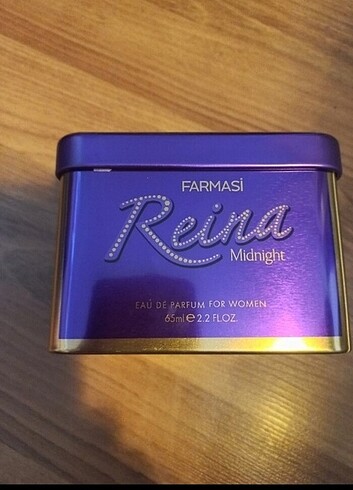 FARMASi
Reina
Midnight
EAU DE PARFUM FOR WOMEN
65ml e 2.2 FL.OZ.